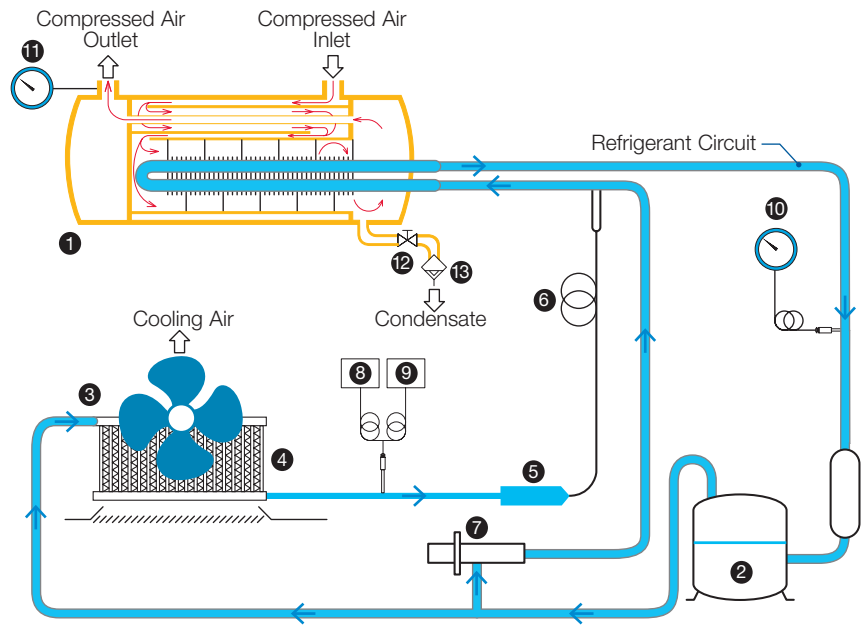 Compressed Air
Outlet
Compressed Air
Inlet
11
Refrigerant Circuit
10
1
12
13
6
Cooling Air
Condensate
8
9
3
4
5
7
2